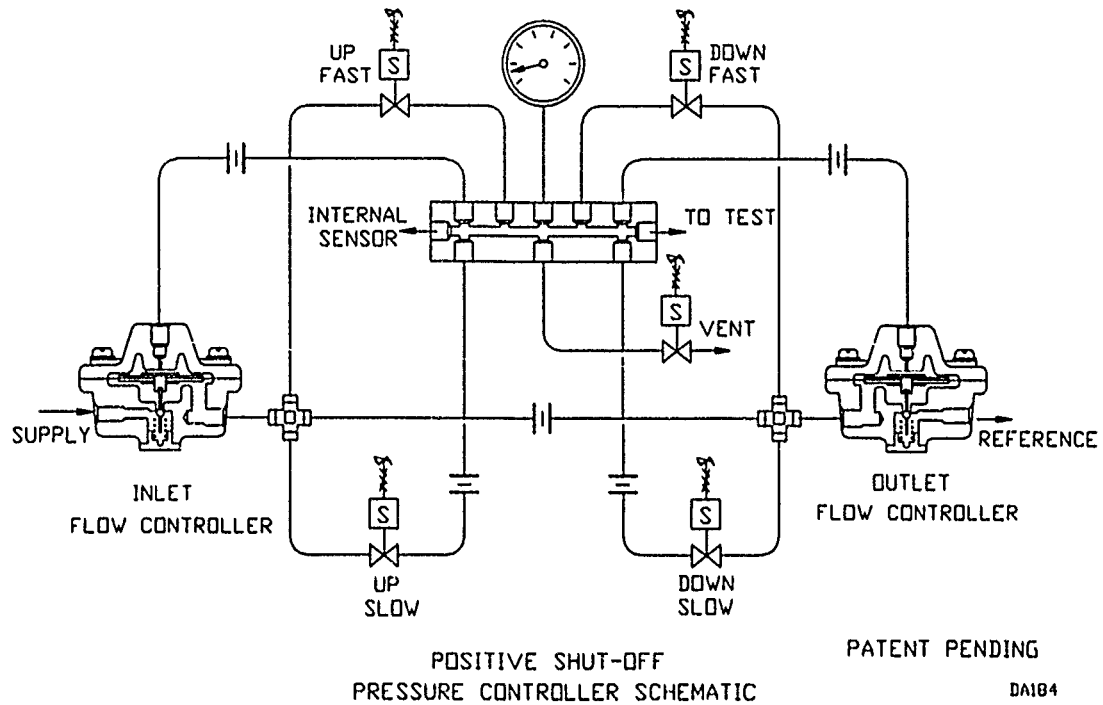 UP
FAST
S
DOWN
FAST
S
INTERNAL
SENSOR
TO TEST
S
VENT
SUPPLY
REFERENCE
INLET
FLOW CONTROLLER
OUTLET
FLOW CONTROLLER
S
S
UP
SLOW
DOWN
SLOW
PATENT PENDING
POSITIVE SHUT-OFF
PRESSURE CONTROLLER SCHEMATIC
DA184